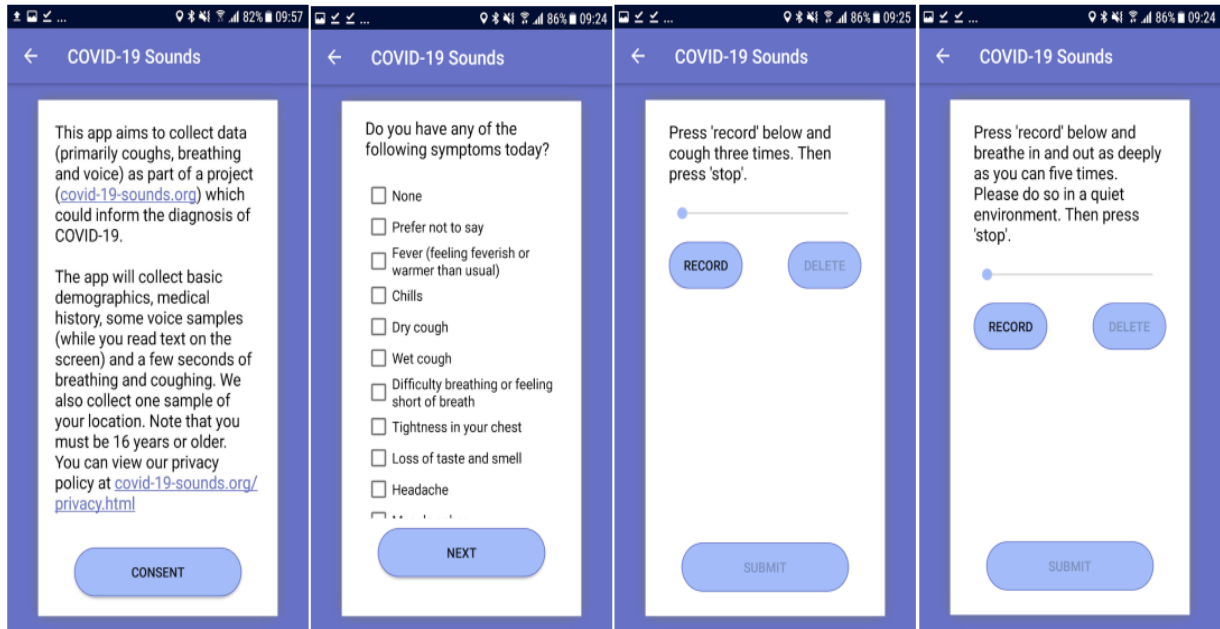 ... 82% 09:57
COVID-19 Sounds
This app aims to collect data
(primarily coughs, breathing
and voice) as part of a project
(covid-19-sounds.org) which
could inform the diagnosis of
COVID-19.
The app will collect basic
demographics, medical
history, some voice samples
(while you read text on the
screen) and a few seconds of
breathing and coughing. We
also collect one sample of
your location. Note that you
must be 16 years or older.
You can view our privacy
policy at covid-19-sounds.org/
privacy.html
CONSENT
... 86% 09:24
COVID-19 Sounds
Do you have any of the
following symptoms today?
None
Prefer not to say
Fever (feeling feverish or
warmer than usual)
Chills
Dry cough
Wet cough
Difficulty breathing or feeling
short of breath
Tightness in your chest
Loss of taste and smell
Headache
NEXT
... 86% 09:25
COVID-19 Sounds
Press 'record' below and
cough three times. Then
press 'stop'.
RECORD DELETE
SUBMIT
... 86% 09:24
COVID-19 Sounds
Press 'record' below and
breathe in and out as deeply
as you can five times.
Please do so in a quiet
environment. Then press
'stop'.
RECORD DELETE
SUBMIT